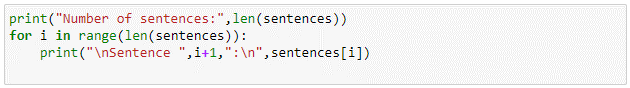 print("Number of sentences:",len(sentences))
for i in range(len(sentences)):
    print("\nSentence ",i+1,":\n",sentences[i])